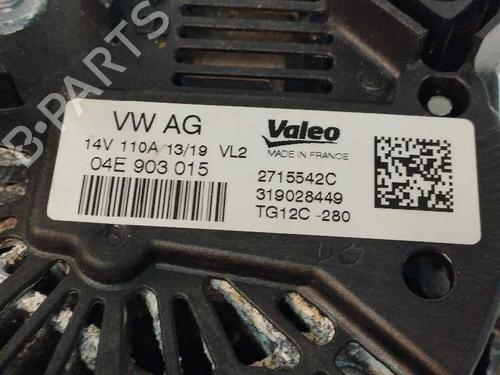 B-PARTS
VW AG
14V 110A/13/19 VL2
04E 903 015
Valeo
MADE IN FRANCE
2715542C
319028449
TG12C -280